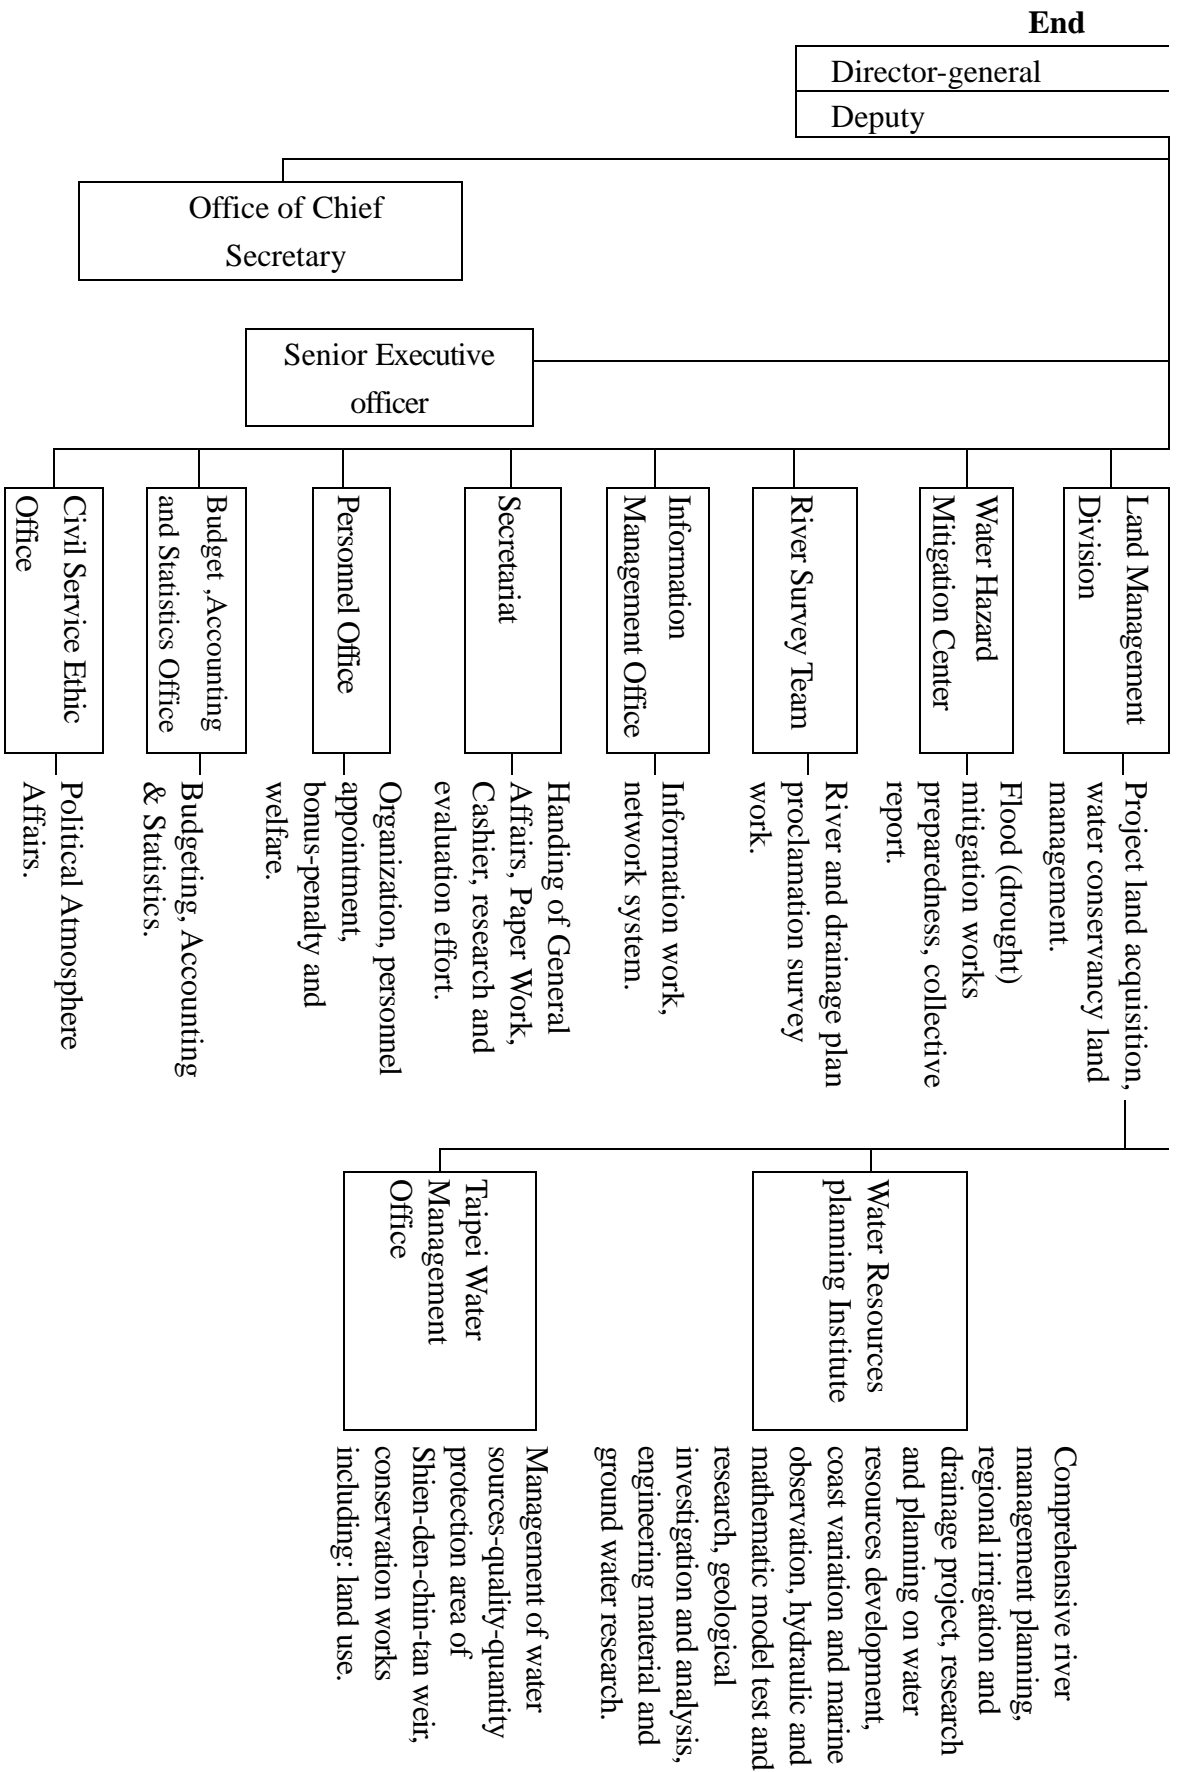 End
Director-general
Deputy
Office of Chief
Secretary
Senior Executive
officer
Civil Service Ethic
Office
Budget ,Accounting
and Statistics Office
Personnel Office
Secretariat
Information
Management Office
River Survey Team
Water Hazard
Mitigation Center
Land Management
Division
Political Atmosphere
Affairs.
Budgeting, Accounting
& Statistics.
Organization, personnel
appointment,
bonus-penalty and
welfare.
Handing of General
Affairs, Paper Work,
Cashier, research and
evaluation effort.
Information work,
network system.
River and drainage plan
proclamation survey
work.
Flood (drought)
mitigation works
preparedness, collective
report.
Project land acquisition,
water conservancy land
management.
Taipei Water
Management
Office
Water Resources
planning Institute
Management of water
sources-quality-quantity
protection area of
Shien-den-chin-tan weir,
conservation works
including: land use.
Comprehensive river
management planning,
regional irrigation and
drainage project, research
and planning on water
resources development,
coast variation and marine
observation, hydraulic and
mathematic model test and
research, geological
investigation and analysis,
engineering material and
ground water research.